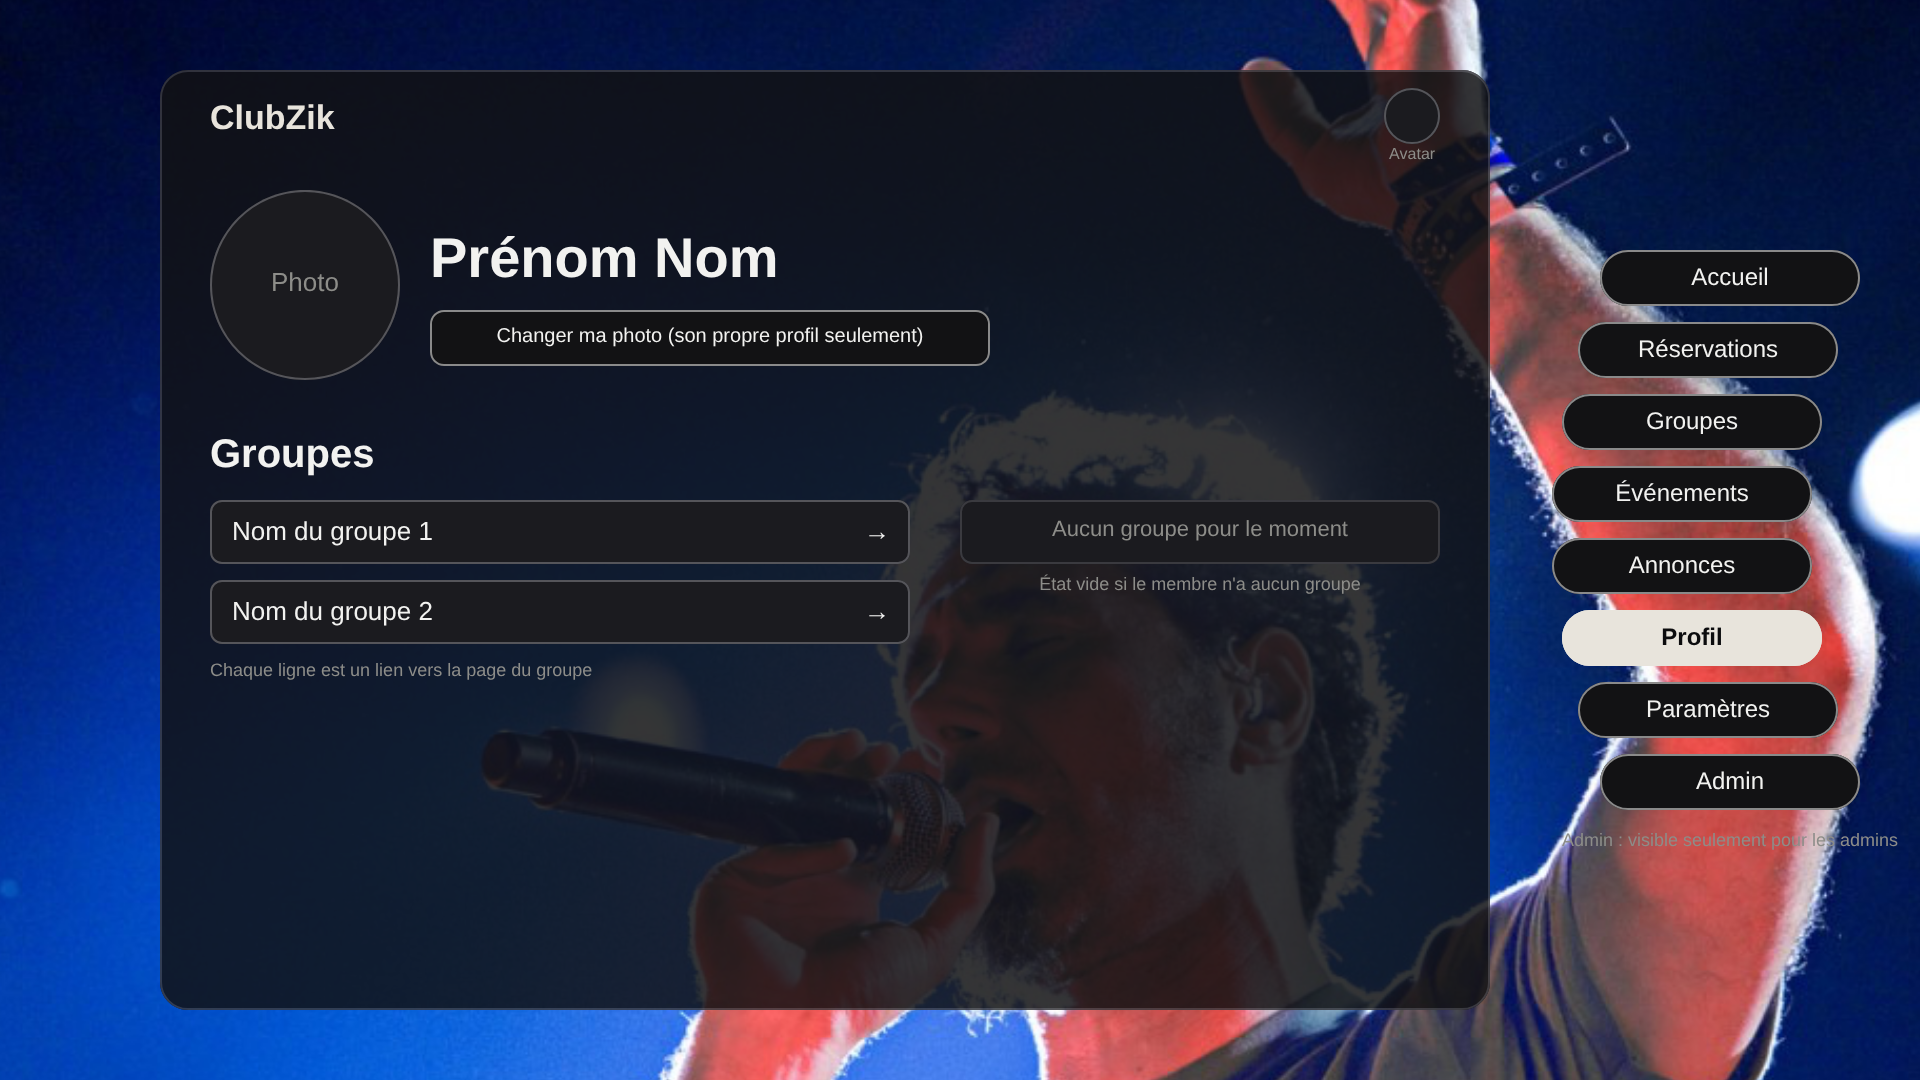 ClubZik
Avatar
Photo
Prénom Nom
Changer ma photo (son propre profil seulement)
Groupes
Nom du groupe 1 →
Nom du groupe 2 →
Chaque ligne est un lien vers la page du groupe
Aucun groupe pour le moment
État vide si le membre n'a aucun groupe
Accueil
Réservations
Groupes
Événements
Annonces
Profil
Paramètres
Admin
Admin : visible seulement pour les admins